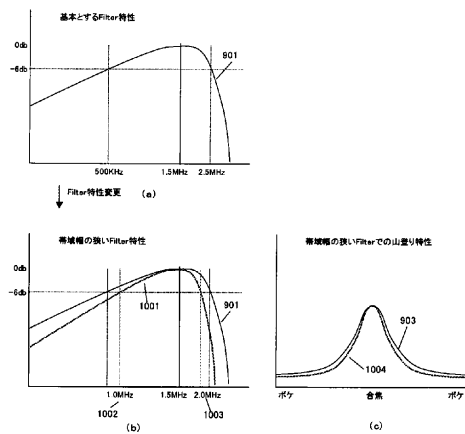 基本とするFilter特性
0db
-6db
901
500KHz
1.5MHz
2.5MHz
Filter特性変更
(a)
帯域幅の狭いFilter特性
0db
-6db
1001
901
1.0MHz
1.5MHz
2.0MHz
1002
1003
(b)
帯域幅の狭いFilterでの山登り特性
903
1004
ボケ
合焦
ボケ
(c)